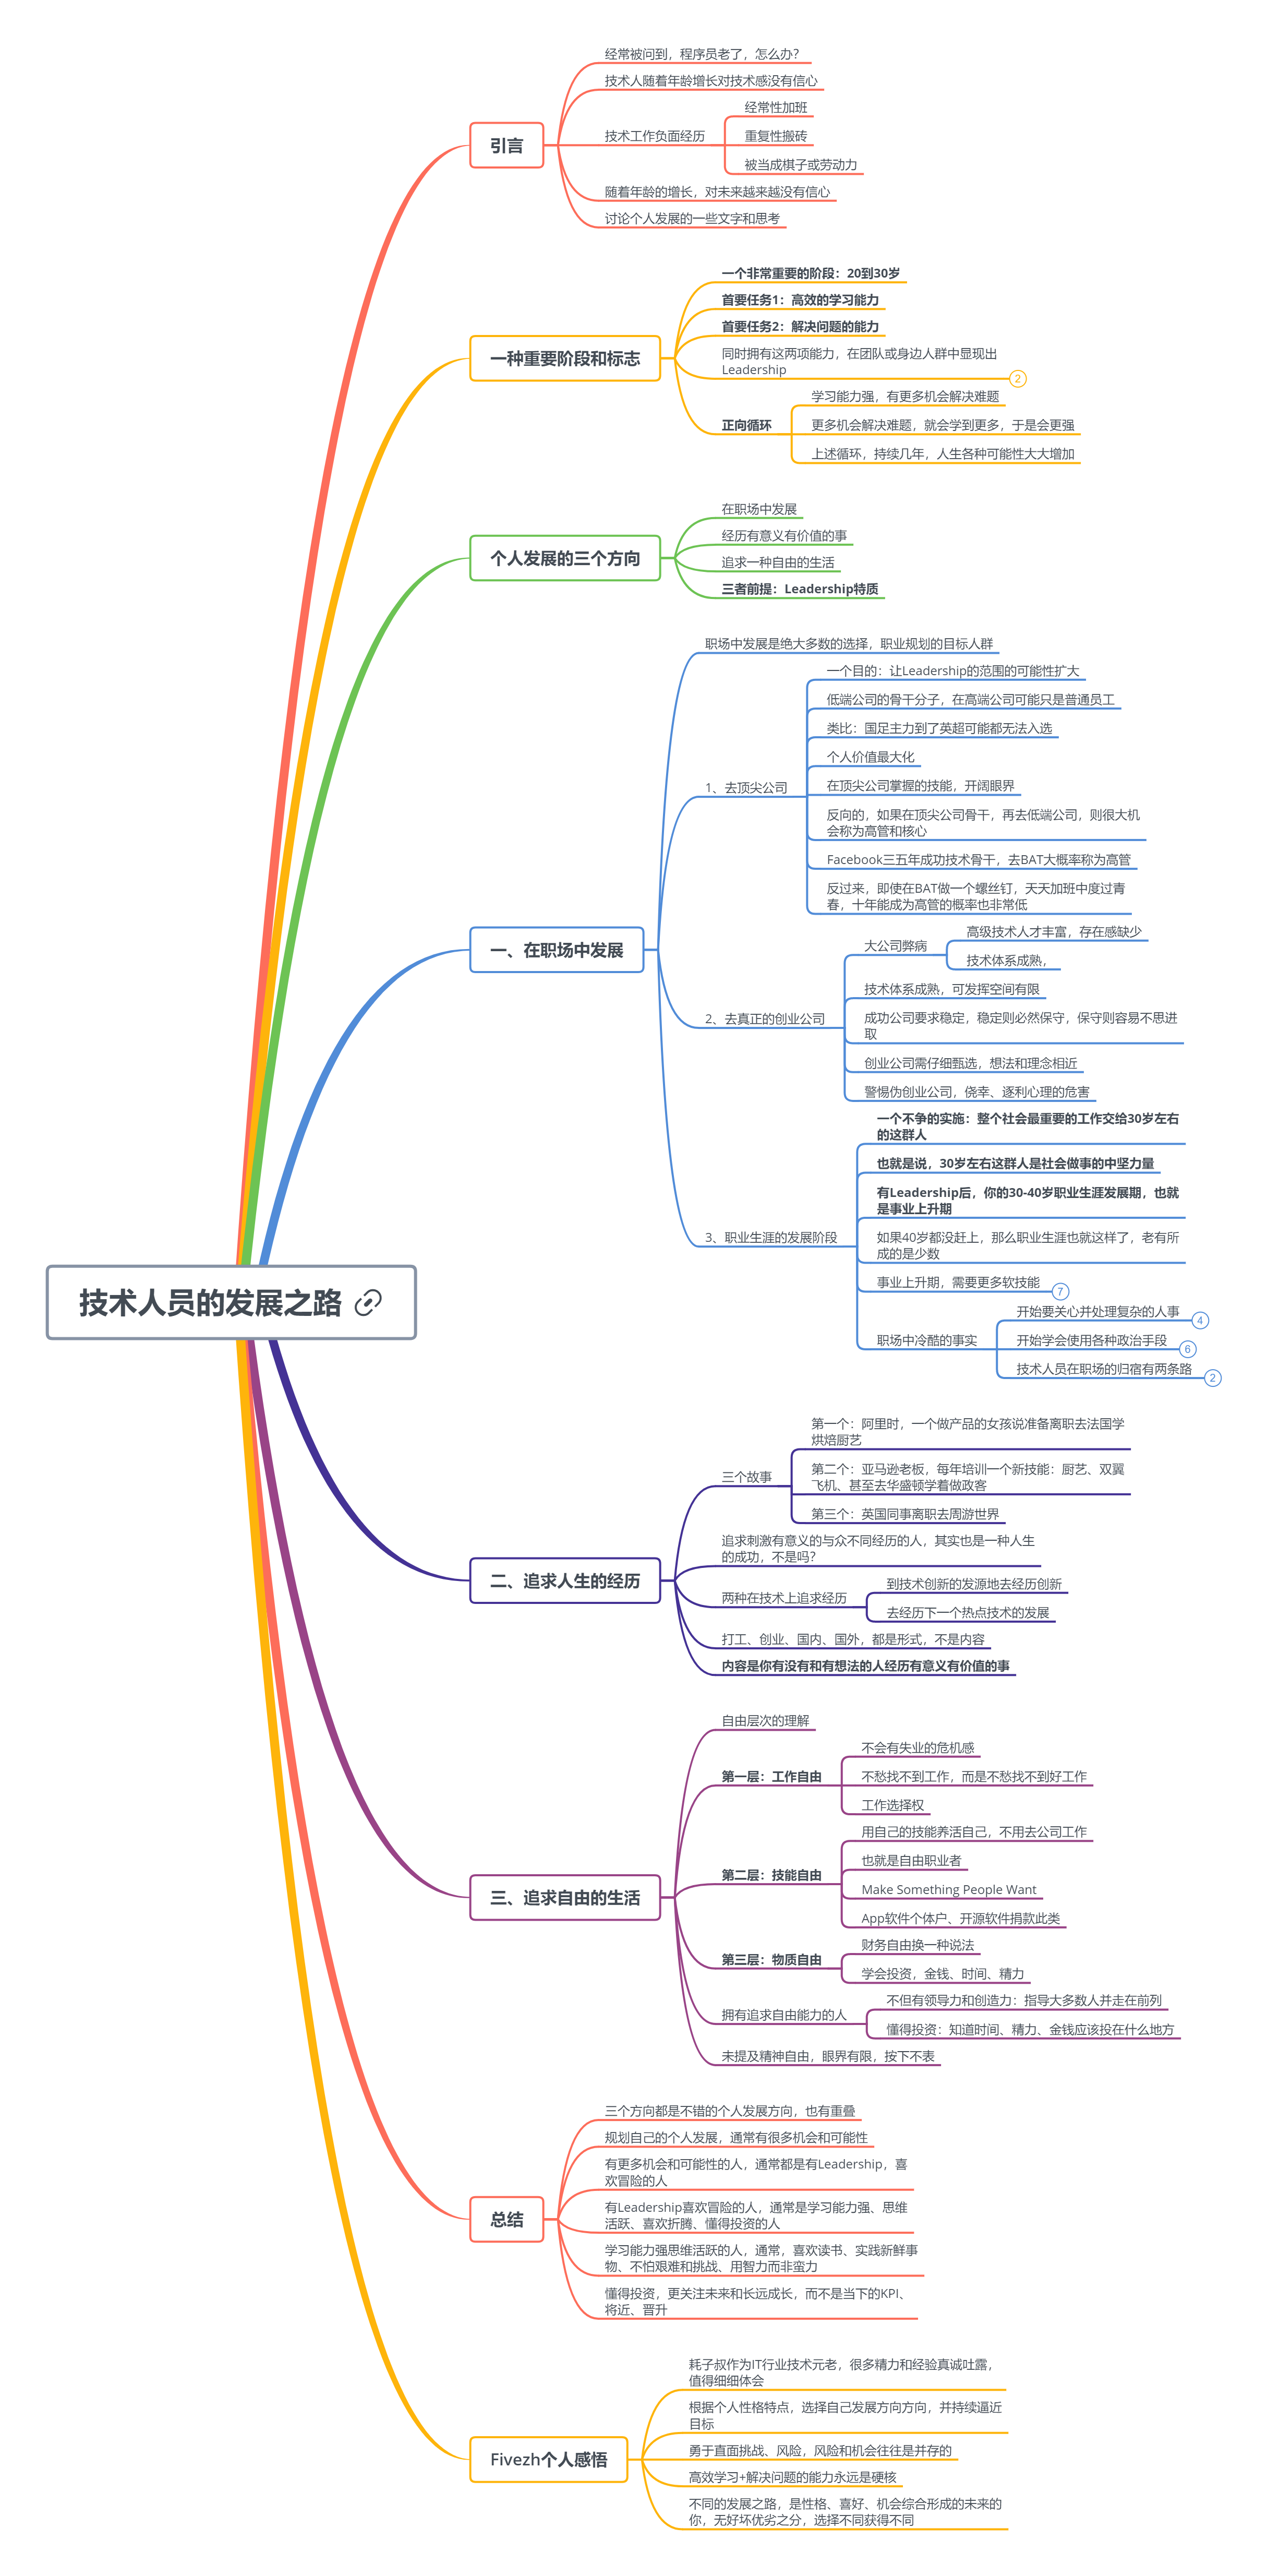 技术人员的发展之路
引言
经常被问到，程序员老了，怎么办？
技术人随着年龄增长对技术感没有信心
技术工作负面经历
经常性加班
重复性搬砖
被当成棋子或劳动力
随着年龄的增长，对未来越来越没有信心
讨论个人发展的一些文字和思考
一种重要阶段和标志
一个非常重要的阶段：20到30岁
首要任务1：高效的学习能力
首要任务2：解决问题的能力
同时拥有这两项能力，在团队或身边人群中显现出
Leadership
2
正向循环
学习能力强，有更多机会解决难题
更多机会解决难题，就会学到更多，于是会更强
上述循环，持续几年，人生各种可能性大大增加
个人发展的三个方向
在职场中发展
经历有意义有价值的事
追求一种自由的生活
三者前提：Leadership特质
一、在职场中发展
职场中发展是绝大多数的选择，职业规划的目标人群
1、去顶尖公司
一个目的：让Leadership的范围的可能性扩大
低端公司的骨干分子，在高端公司可能只是普通员工
类比：国足主力到了英超可能都无法入选
个人价值最大化
在顶尖公司掌握的技能，开阔眼界
反向的，如果在顶尖公司骨干，再去低端公司，则很大机
会称为高管和核心
Facebook三五年成功技术骨干，去BAT大概率称为高管
反过来，即使在BAT做一个螺丝钉，天天加班中度过青
春，十年能成为高管的概率也非常低
2、去真正的创业公司
大公司弊病
高级技术人才丰富，存在感缺少
技术体系成熟，
技术体系成熟，可发挥空间有限
成功公司要求稳定，稳定则必然保守，保守则容易不思进
取
创业公司需仔细甄选，想法和理念相近
警惕伪创业公司，侥幸、逐利心理的危害
3、职业生涯的发展阶段
一个不争的实施：整个社会最重要的工作交给30岁左右
的这群人
也就是说，30岁左右这群人是社会做事的中坚力量
有Leadership后，你的30-40岁职业生涯发展期，也就
是事业上升期
如果40岁都没赶上，那么职业生涯也就这样了，老有所
成的是少数
事业上升期，需要更多软技能
7
职场中冷酷的事实
开始要关心并处理复杂的人事
4
开始学会使用各种政治手段
6
技术人员在职场的归宿有两条路
2
二、追求人生的经历
三个故事
第一个：阿里时，一个做产品的女孩说准备离职去法国学
烘焙厨艺
第二个：亚马逊老板，每年培训一个新技能：厨艺、双翼
飞机、甚至去华盛顿学着做政客
第三个：英国同事离职去周游世界
追求刺激有意义的与众不同经历的人，其实也是一种人生
的成功，不是吗？
两种在技术上追求经历
到技术创新的发源地去经历创新
去经历下一个热点技术的发展
打工、创业、国内、国外，都是形式，不是内容
内容是你有没有和有想法的人经历有意义有价值的事
三、追求自由的生活
自由层次的理解
第一层：工作自由
不会有失业的危机感
不愁找不到工作，而是不愁找不到好工作
工作选择权
第二层：技能自由
用自己的技能养活自己，不用去公司工作
也就是自由职业者
Make Something People Want
App软件个体户、开源软件捐款此类
第三层：物质自由
财务自由换一种说法
学会投资，金钱、时间、精力
拥有追求自由能力的人
不但有领导力和创造力：指导大多数人并走在前列
懂得投资：知道时间、精力、金钱应该投在什么地方
未提及精神自由，眼界有限，按下不表
总结
三个方向都是不错的个人发展方向，也有重叠
规划自己的个人发展，通常有很多机会和可能性
有更多机会和可能性的人，通常都是有Leadership，喜
欢冒险的人
有Leadership喜欢冒险的人，通常是学习能力强、思维
活跃、喜欢折腾、懂得投资的人
学习能力强思维活跃的人，通常，喜欢读书、实践新鲜事
物、不怕艰难和挑战、用智力而非蛮力
懂得投资，更关注未来和长远成长，而不是当下的KPI、
将近、晋升
Fivezh个人感悟
耗子叔作为IT行业技术元老，很多精力和经验真诚吐露，
值得细细体会
根据个人性格特点，选择自己发展方向方向，并持续逼近
目标
勇于直面挑战、风险，风险和机会往往是并存的
高效学习+解决问题的能力永远是硬核
不同的发展之路，是性格、喜好、机会综合形成的未来的
你，无好坏优劣之分，选择不同获得不同